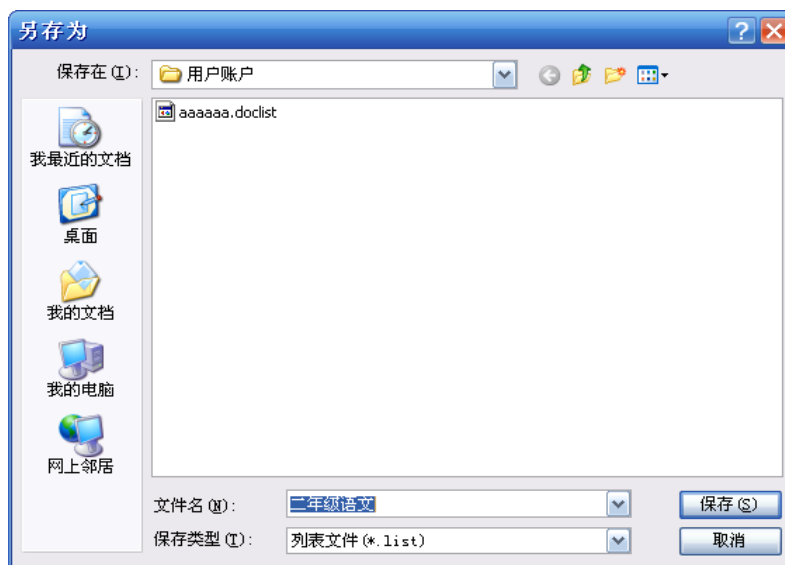 另存为
保存在(I):
用户账户
aaaaaa.doclist
我最近的文档
桌面
我的文档
我的电脑
网上邻居
文件名(N):
二年级语文
保存(S)
保存类型(T):
列表文件(*.list)
取消